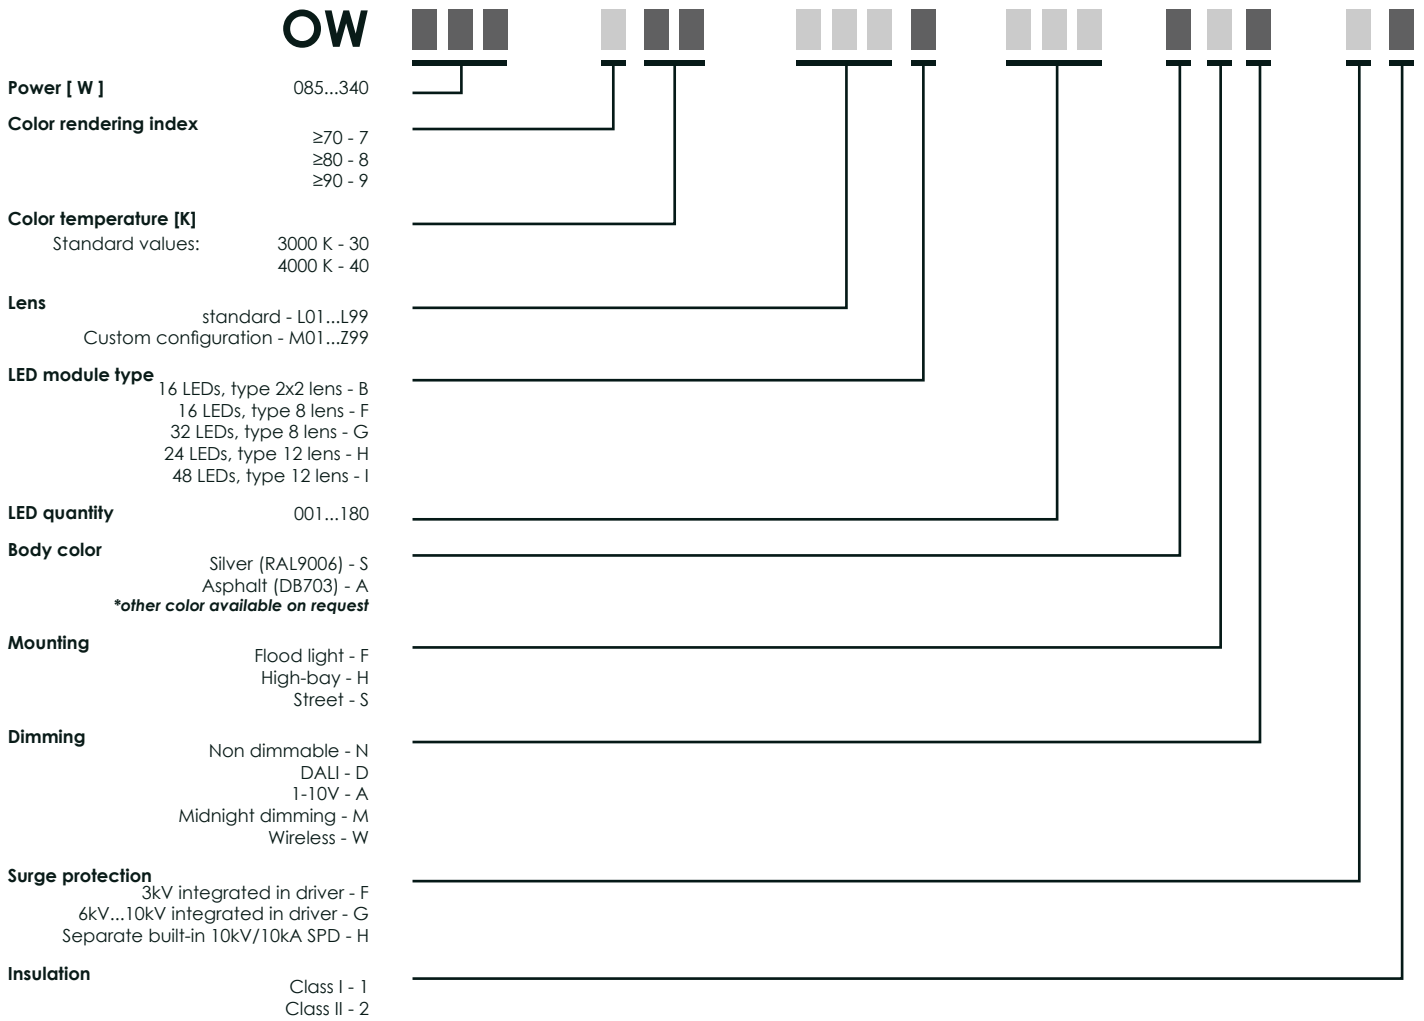 OW
Power [ W ] 085...340
Color rendering index
≥70 - 7
≥80 - 8
≥90 - 9
Color temperature [K]
Standard values: 3000 K - 30
4000 K - 40
Lens
standard - L01...L99
Custom configuration - M01...Z99
LED module type
16 LEDs, type 2x2 lens - B
16 LEDs, type 8 lens - F
32 LEDs, type 8 lens - G
24 LEDs, type 12 lens - H
48 LEDs, type 12 lens - I
LED quantity 001...180
Body color
Silver (RAL9006) - S
Asphalt (DB703) - A
*other color available on request
Mounting
Flood light - F
High-bay - H
Street - S
Dimming
Non dimmable - N
DALI - D
1-10V - A
Midnight dimming - M
Wireless - W
Surge protection
3kV integrated in driver - F
6kV...10kV integrated in driver - G
Separate built-in 10kV/10kA SPD - H
Insulation
Class I - 1
Class II - 2